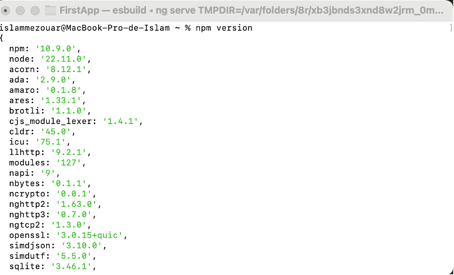 FirstApp — esbuild ◂ ng serve TMPDIR=/var/folders/8r/xb3jbnds3xnd8w2jrm_0m...
islammezouar@MacBook-Pro-de-Islam ~ % npm version
{
  npm: '10.9.0',
  node: '22.11.0',
  acorn: '8.12.1',
  ada: '2.9.0',
  amaro: '0.1.8',
  ares: '1.33.1',
  brotli: '1.1.0',
  cjs_module_lexer: '1.4.1',
  cldr: '45.0',
  icu: '75.1',
  llhttp: '9.2.1',
  modules: '127',
  napi: '9',
  nbytes: '0.1.1',
  ncrypto: '0.0.1',
  nghttp2: '1.63.0',
  nghttp3: '0.7.0',
  ngtcp2: '1.3.0',
  openssl: '3.0.15+quic',
  simdjson: '3.10.0',
  simdutf: '5.5.0',
  sqlite: '3.46.1',